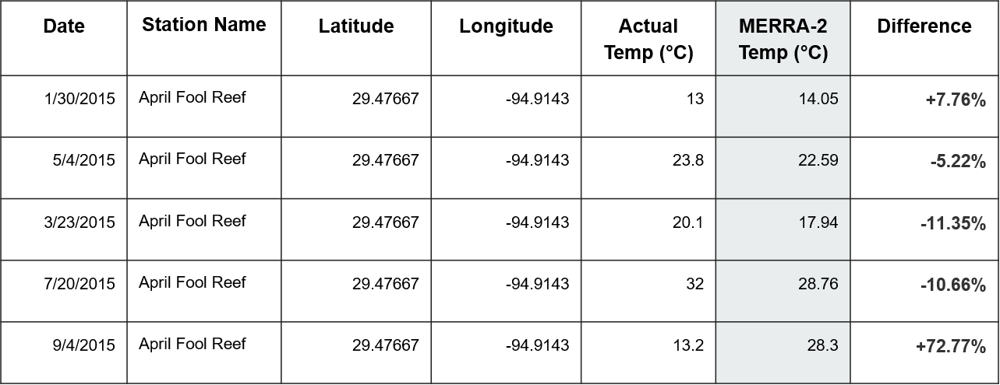 Date Station Name Latitude Longitude Actual Temp (°C) MERRA-2 Temp (°C) Difference
1/30/2015 April Fool Reef 29.47667 -94.9143 13 14.05 +7.76%
5/4/2015 April Fool Reef 29.47667 -94.9143 23.8 22.59 -5.22%
3/23/2015 April Fool Reef 29.47667 -94.9143 20.1 17.94 -11.35%
7/20/2015 April Fool Reef 29.47667 -94.9143 32 28.76 -10.66%
9/4/2015 April Fool Reef 29.47667 -94.9143 13.2 28.3 +72.77%